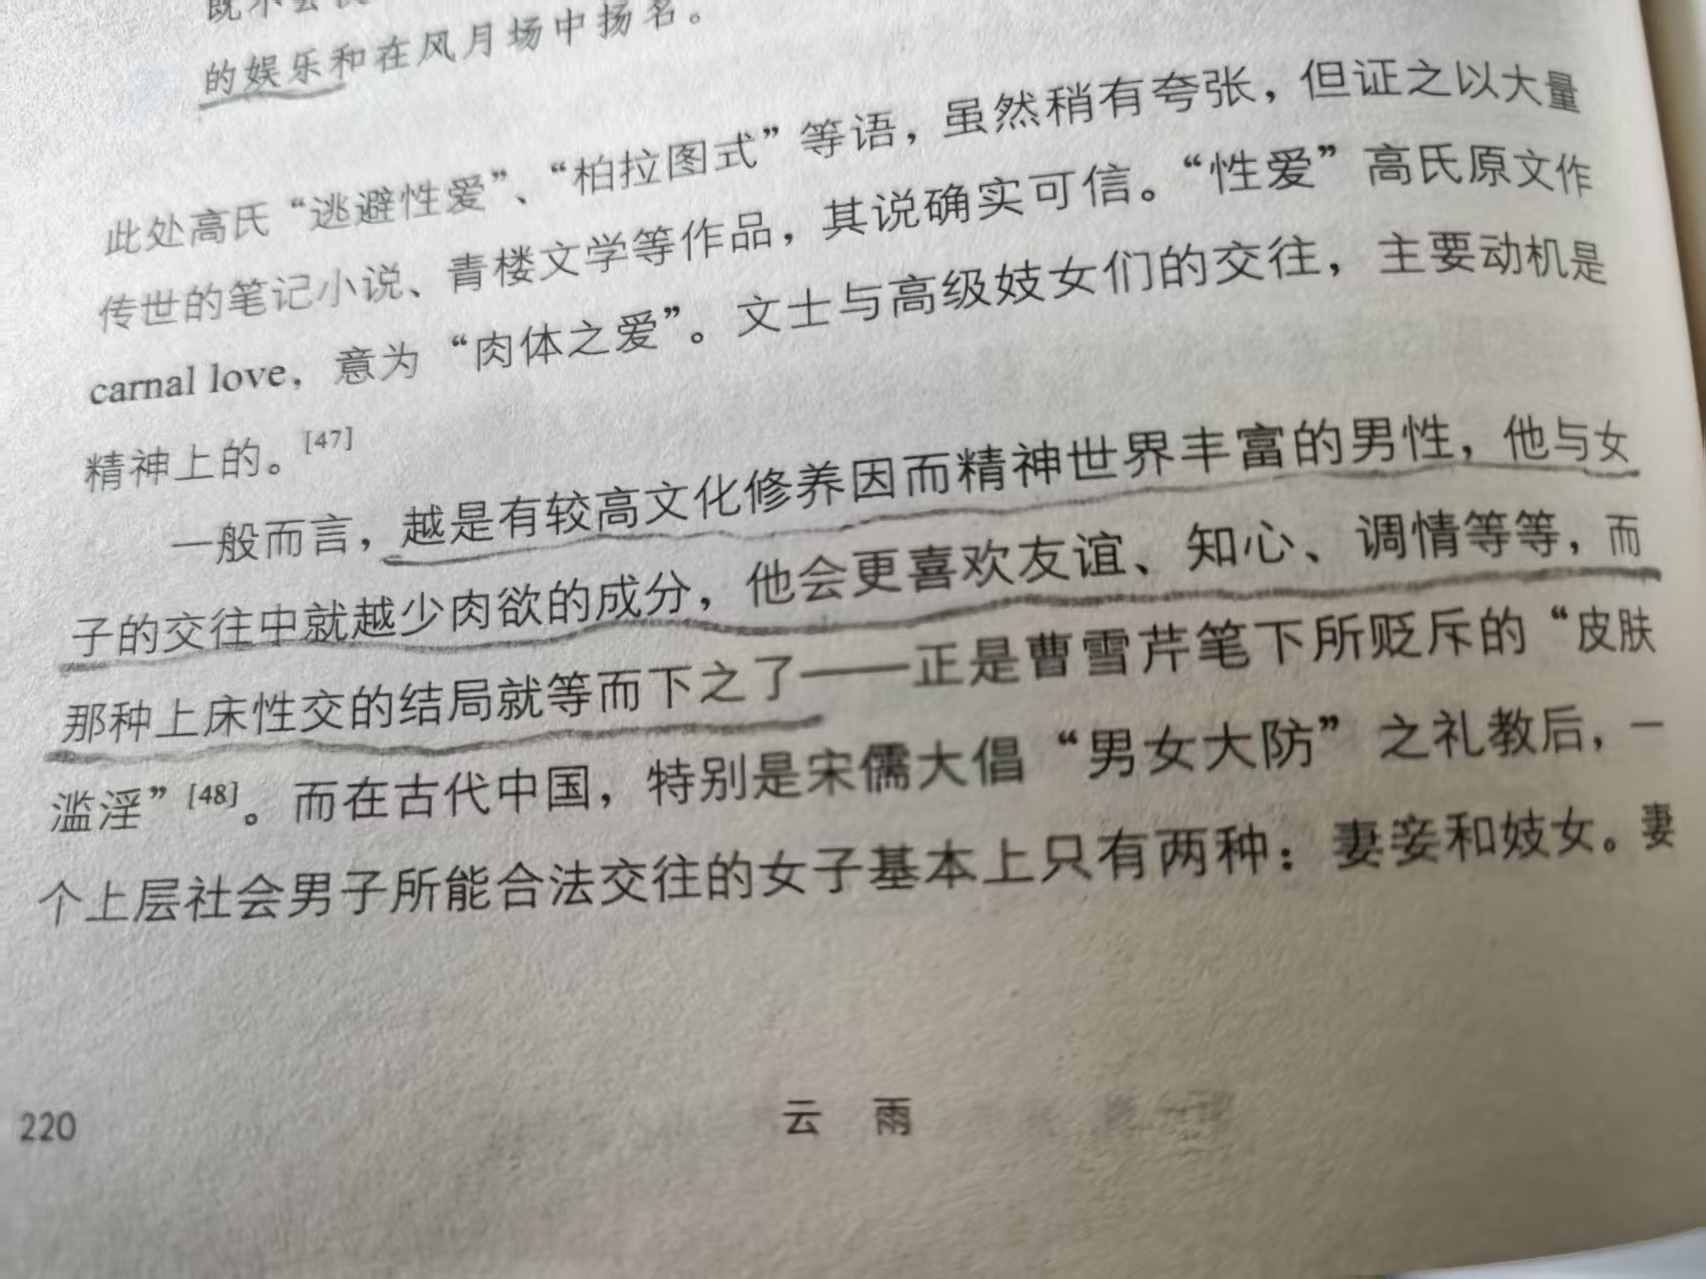 的娱乐和在风月场中扬名。
此处高氏“逃避性爱”、“柏拉图式”等语，虽然稍有夸张，但证之以大量
传世的笔记小说、青楼文学等作品，其说确实可信。“性爱”高氏原文作
carnal love，意为“肉体之爱”。文士与高级妓女们的交往，主要动机是
精神上的。[47]
一般而言，越是有较高文化修养因而精神世界丰富的男性，他与女
子的交往中就越少肉欲的成分，他会更喜欢友谊、知心、调情等等，而
那种上床性交的结局就等而下之了——正是曹雪芹笔下所贬斥的“皮肤
滥淫”[48]。而在古代中国，特别是宋儒大倡“男女大防”之礼教后，一
个上层社会男子所能合法交往的女子基本上只有两种：妻妾和妓女。妻
220
云 雨